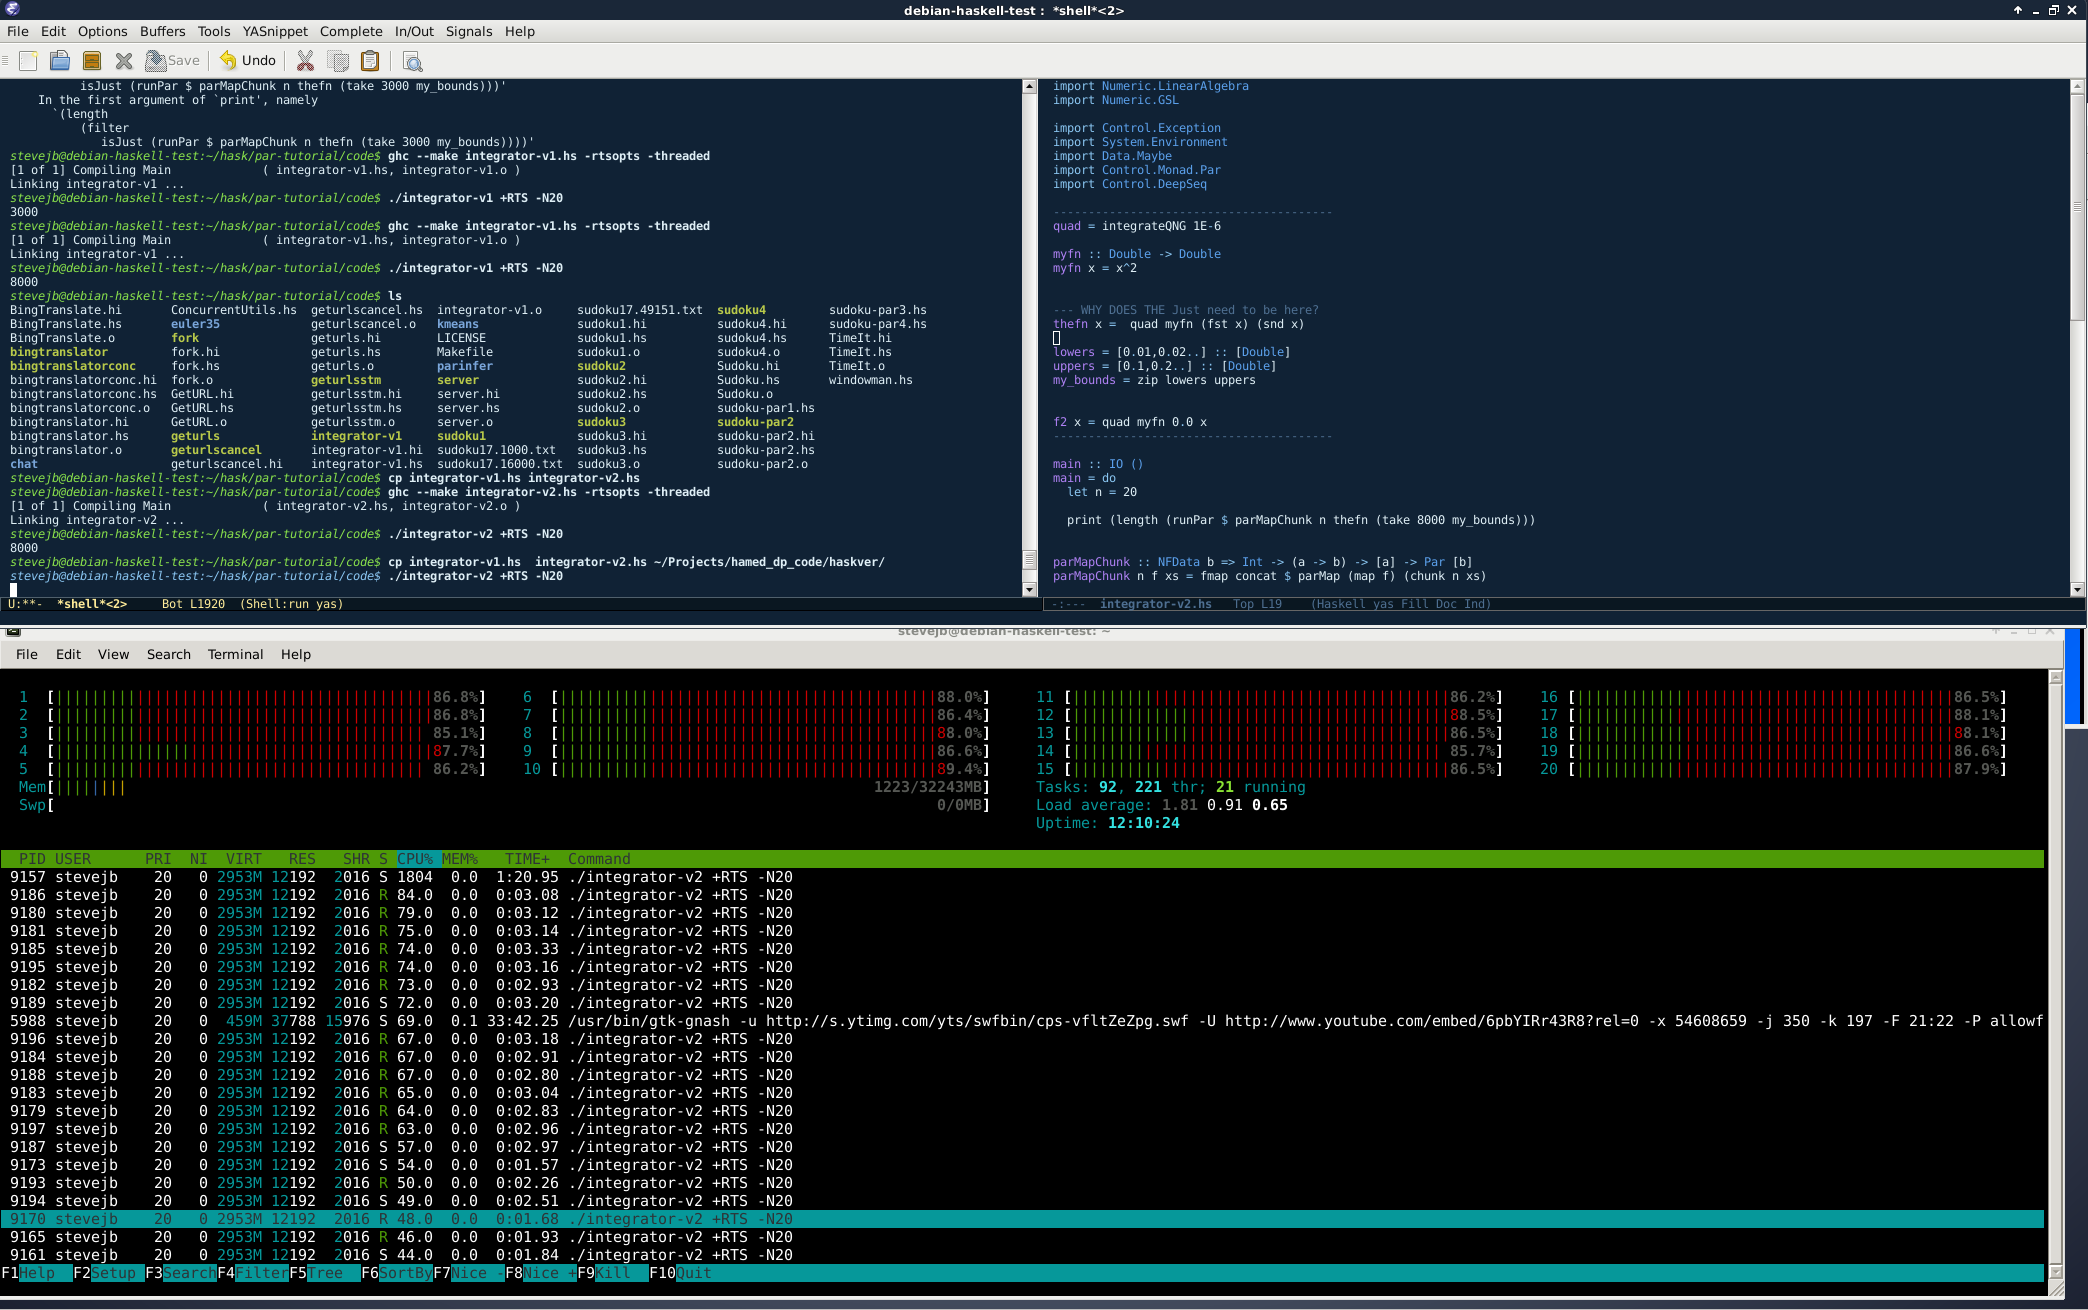 debian-haskell-test : *shell*<2>
File Edit Options Buffers Tools YASnippet Complete In/Out Signals Help
Save Undo
isJust (runPar $ parMapChunk n thefn (take 3000 my_bounds)))'
In the first argument of `print', namely
`(length
(filter
isJust (runPar $ parMapChunk n thefn (take 3000 my_bounds))))'
stevejb@debian-haskell-test:~/hask/par-tutorial/code$ ghc --make integrator-v1.hs -rtsopts -threaded
[1 of 1] Compiling Main ( integrator-v1.hs, integrator-v1.o )
Linking integrator-v1 ...
stevejb@debian-haskell-test:~/hask/par-tutorial/code$ ./integrator-v1 +RTS -N20
3000
stevejb@debian-haskell-test:~/hask/par-tutorial/code$ ghc --make integrator-v1.hs -rtsopts -threaded
[1 of 1] Compiling Main ( integrator-v1.hs, integrator-v1.o )
Linking integrator-v1 ...
stevejb@debian-haskell-test:~/hask/par-tutorial/code$ ./integrator-v1 +RTS -N20
8000
stevejb@debian-haskell-test:~/hask/par-tutorial/code$ ls
BingTranslate.hi ConcurrentUtils.hs geturlscancel.hs integrator-v1.o sudoku17.49151.txt sudoku4 sudoku-par3.hs
BingTranslate.hs euler35 geturlscancel.o kmeans sudoku1.hi sudoku4.hi sudoku-par4.hs
BingTranslate.o fork geturls.hi LICENSE sudoku1.hs sudoku4.hs TimeIt.hi
bingtranslator fork.hi geturls.hs Makefile sudoku1.o sudoku4.o TimeIt.hs
bingtranslatorconc fork.hs geturls.o parinfer sudoku2 Sudoku.hi TimeIt.o
bingtranslatorconc.hi fork.o geturlsstm server sudoku2.hi Sudoku.hs windowman.hs
bingtranslatorconc.hs GetURL.hi geturlsstm.hi server.hi sudoku2.hs Sudoku.o
bingtranslatorconc.o GetURL.hs geturlsstm.hs server.hs sudoku2.o sudoku-par1.hs
bingtranslator.hi GetURL.o geturlsstm.o server.o sudoku3 sudoku-par2
bingtranslator.hs geturls integrator-v1 sudoku1 sudoku3.hi sudoku-par2.hi
bingtranslator.o geturlscancel integrator-v1.hi sudoku17.1000.txt sudoku3.hs sudoku-par2.hs
chat geturlscancel.hi integrator-v1.hs sudoku17.16000.txt sudoku3.o sudoku-par2.o
stevejb@debian-haskell-test:~/hask/par-tutorial/code$ cp integrator-v1.hs integrator-v2.hs
stevejb@debian-haskell-test:~/hask/par-tutorial/code$ ghc --make integrator-v2.hs -rtsopts -threaded
[1 of 1] Compiling Main ( integrator-v2.hs, integrator-v2.o )
Linking integrator-v2 ...
stevejb@debian-haskell-test:~/hask/par-tutorial/code$ ./integrator-v2 +RTS -N20
8000
stevejb@debian-haskell-test:~/hask/par-tutorial/code$ cp integrator-v1.hs  integrator-v2.hs ~/Projects/hamed_dp_code/haskver/
stevejb@debian-haskell-test:~/hask/par-tutorial/code$ ./integrator-v2 +RTS -N20
U:**- *shell*<2> Bot L1920 (Shell:run yas)
import Numeric.LinearAlgebra
import Numeric.GSL
import Control.Exception
import System.Environment
import Data.Maybe
import Control.Monad.Par
import Control.DeepSeq
----------------------------------------
quad = integrateQNG 1E-6
myfn :: Double -> Double
myfn x = x^2
--- WHY DOES THE Just need to be here?
thefn x =  quad myfn (fst x) (snd x)
lowers = [0.01,0.02..] :: [Double]
uppers = [0.1,0.2..] :: [Double]
my_bounds = zip lowers uppers
f2 x = quad myfn 0.0 x
----------------------------------------
main :: IO ()
main = do
let n = 20
print (length (runPar $ parMapChunk n thefn (take 8000 my_bounds)))
parMapChunk :: NFData b => Int -> (a -> b) -> [a] -> Par [b]
parMapChunk n f xs = fmap concat $ parMap (map f) (chunk n xs)
-:--- integrator-v2.hs Top L19 (Haskell yas Fill Doc Ind)
stevejb@debian-haskell-test: ~
File Edit View Search Terminal Help
1 [86.8%] 6 [88.0%] 11 [86.2%] 16 [86.5%]
2 [86.8%] 7 [86.4%] 12 [88.5%] 17 [88.1%]
3 [85.1%] 8 [88.0%] 13 [86.5%] 18 [88.1%]
4 [87.7%] 9 [86.6%] 14 [85.7%] 19 [86.6%]
5 [86.2%] 10 [89.4%] 15 [86.5%] 20 [87.9%]
Mem[1223/32243MB] Tasks: 92, 221 thr; 21 running
Swp[0/0MB] Load average: 1.81 0.91 0.65
Uptime: 12:10:24
PID USER PRI NI VIRT RES SHR S CPU% MEM% TIME+ Command
9157 stevejb 20 0 2953M 12192 2016 S 1804 0.0 1:20.95 ./integrator-v2 +RTS -N20
9186 stevejb 20 0 2953M 12192 2016 R 84.0 0.0 0:03.08 ./integrator-v2 +RTS -N20
9180 stevejb 20 0 2953M 12192 2016 R 79.0 0.0 0:03.12 ./integrator-v2 +RTS -N20
9181 stevejb 20 0 2953M 12192 2016 R 75.0 0.0 0:03.14 ./integrator-v2 +RTS -N20
9185 stevejb 20 0 2953M 12192 2016 R 74.0 0.0 0:03.33 ./integrator-v2 +RTS -N20
9195 stevejb 20 0 2953M 12192 2016 R 74.0 0.0 0:03.16 ./integrator-v2 +RTS -N20
9182 stevejb 20 0 2953M 12192 2016 R 73.0 0.0 0:02.93 ./integrator-v2 +RTS -N20
9189 stevejb 20 0 2953M 12192 2016 S 72.0 0.0 0:03.20 ./integrator-v2 +RTS -N20
5988 stevejb 20 0 459M 37788 15976 S 69.0 0.1 33:42.25 /usr/bin/gtk-gnash -u http://s.ytimg.com/yts/swfbin/cps-vfltZeZpg.swf -U http://www.youtube.com/embed/6pbYIRr43R8?rel=0 -x 54608659 -j 350 -k 197 -F 21:22 -P allowf
9196 stevejb 20 0 2953M 12192 2016 R 67.0 0.0 0:03.18 ./integrator-v2 +RTS -N20
9184 stevejb 20 0 2953M 12192 2016 R 67.0 0.0 0:02.91 ./integrator-v2 +RTS -N20
9188 stevejb 20 0 2953M 12192 2016 R 67.0 0.0 0:02.80 ./integrator-v2 +RTS -N20
9183 stevejb 20 0 2953M 12192 2016 R 65.0 0.0 0:03.04 ./integrator-v2 +RTS -N20
9179 stevejb 20 0 2953M 12192 2016 R 64.0 0.0 0:02.83 ./integrator-v2 +RTS -N20
9197 stevejb 20 0 2953M 12192 2016 R 63.0 0.0 0:02.96 ./integrator-v2 +RTS -N20
9187 stevejb 20 0 2953M 12192 2016 S 57.0 0.0 0:02.97 ./integrator-v2 +RTS -N20
9173 stevejb 20 0 2953M 12192 2016 S 54.0 0.0 0:01.57 ./integrator-v2 +RTS -N20
9193 stevejb 20 0 2953M 12192 2016 R 50.0 0.0 0:02.26 ./integrator-v2 +RTS -N20
9194 stevejb 20 0 2953M 12192 2016 S 49.0 0.0 0:02.51 ./integrator-v2 +RTS -N20
9170 stevejb 20 0 2953M 12192 2016 R 48.0 0.0 0:01.68 ./integrator-v2 +RTS -N20
9165 stevejb 20 0 2953M 12192 2016 R 46.0 0.0 0:01.93 ./integrator-v2 +RTS -N20
9161 stevejb 20 0 2953M 12192 2016 S 44.0 0.0 0:01.84 ./integrator-v2 +RTS -N20
F1Help F2Setup F3SearchF4FilterF5Tree F6SortByF7Nice -F8Nice +F9Kill F10Quit